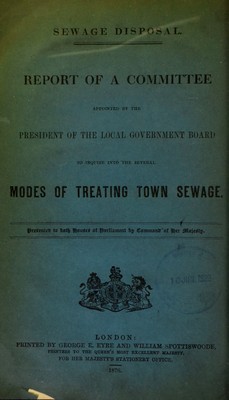 SEWAGE DISPOSAL.
REPORT OF A COMMITTEE
APPOINTED BY THE
PRESIDENT OF THE LOCAL GOVERNMENT BOARD
TO INQUIRE INTO THE SEVERAL
MODES OF TREATING TOWN SEWAGE.
Presented to both Houses of Parliament by Command of Her Majesty.
LONDON:
PRINTED BY GEORGE E. EYRE AND WILLIAM SPOTTISWOODE,
PRINTERS TO THE QUEEN'S MOST EXCELLENT MAJESTY.
FOR HER MAJESTY'S STATIONERY OFFICE.